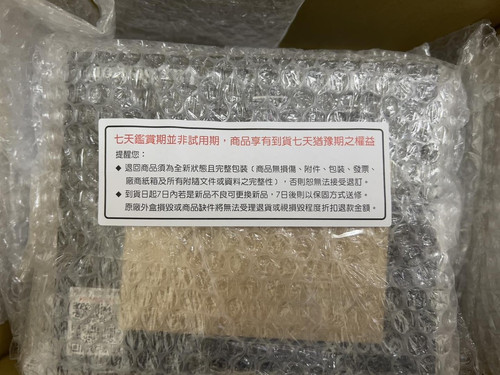 七天鑑賞期並非試用期，商品享有到貨七天猶豫期之權益
提醒您：
◆ 退回商品須為全新狀態且完整包裝（商品無損傷、附件、包裝、發票、
廠商紙箱及所有附隨文件或資料之完整性），否則恕無法接受退訂。
◆ 到貨日起7日內若是新品不良可更換新品，7日後則以保固方式送修。
原廠外盒損毀或商品缺件將無法受理退貨或視損毀程度折扣退款金額。